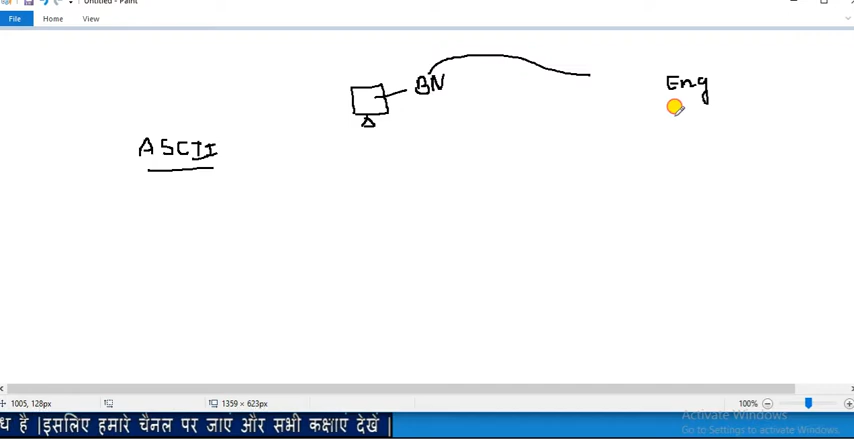 Untitled - Paint
File Home View
BN
Eng
ASCII
1005, 128px 1359 × 623px 100%
Activate Windows
Go to Settings to activate Windows.
ध है |इसलिए हमारे चैनल पर जाएं और सभी कक्षाएं देखें |